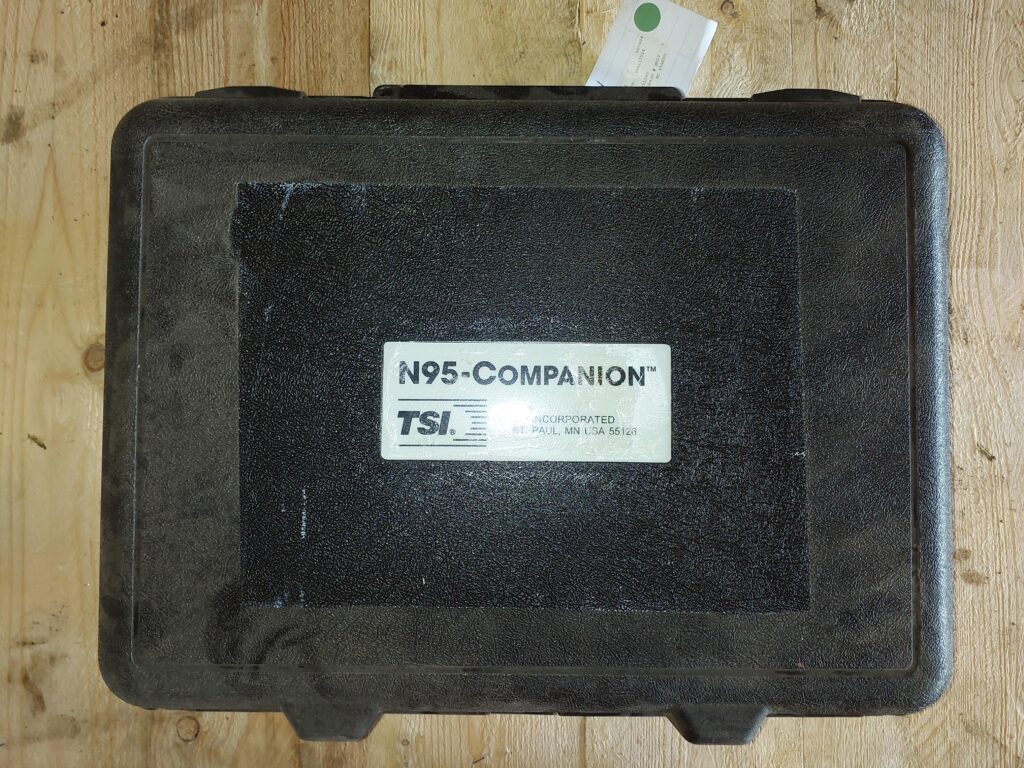 N95-COMPANION™
TSI®
INCORPORATED
ST. PAUL, MN USA 55126